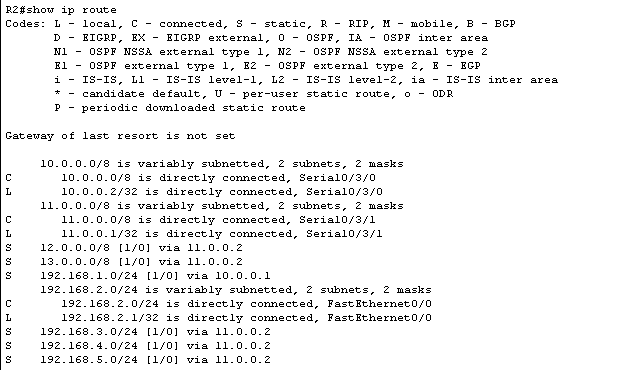 R2#show ip route
Codes: L - local, C - connected, S - static, R - RIP, M - mobile, B - BGP
       D - EIGRP, EX - EIGRP external, O - OSPF, IA - OSPF inter area
       N1 - OSPF NSSA external type 1, N2 - OSPF NSSA external type 2
       E1 - OSPF external type 1, E2 - OSPF external type 2, E - EGP
       i - IS-IS, L1 - IS-IS level-1, L2 - IS-IS level-2, ia - IS-IS inter area
       * - candidate default, U - per-user static route, o - ODR
       P - periodic downloaded static route

Gateway of last resort is not set

     10.0.0.0/8 is variably subnetted, 2 subnets, 2 masks
C       10.0.0.0/8 is directly connected, Serial0/3/0
L       10.0.0.2/32 is directly connected, Serial0/3/0
     11.0.0.0/8 is variably subnetted, 2 subnets, 2 masks
C       11.0.0.0/8 is directly connected, Serial0/3/1
L       11.0.0.1/32 is directly connected, Serial0/3/1
S    12.0.0.0/8 [1/0] via 11.0.0.2
S    13.0.0.0/8 [1/0] via 11.0.0.2
S    192.168.1.0/24 [1/0] via 10.0.0.1
     192.168.2.0/24 is variably subnetted, 2 subnets, 2 masks
C       192.168.2.0/24 is directly connected, FastEthernet0/0
L       192.168.2.1/32 is directly connected, FastEthernet0/0
S    192.168.3.0/24 [1/0] via 11.0.0.2
S    192.168.4.0/24 [1/0] via 11.0.0.2
S    192.168.5.0/24 [1/0] via 11.0.0.2